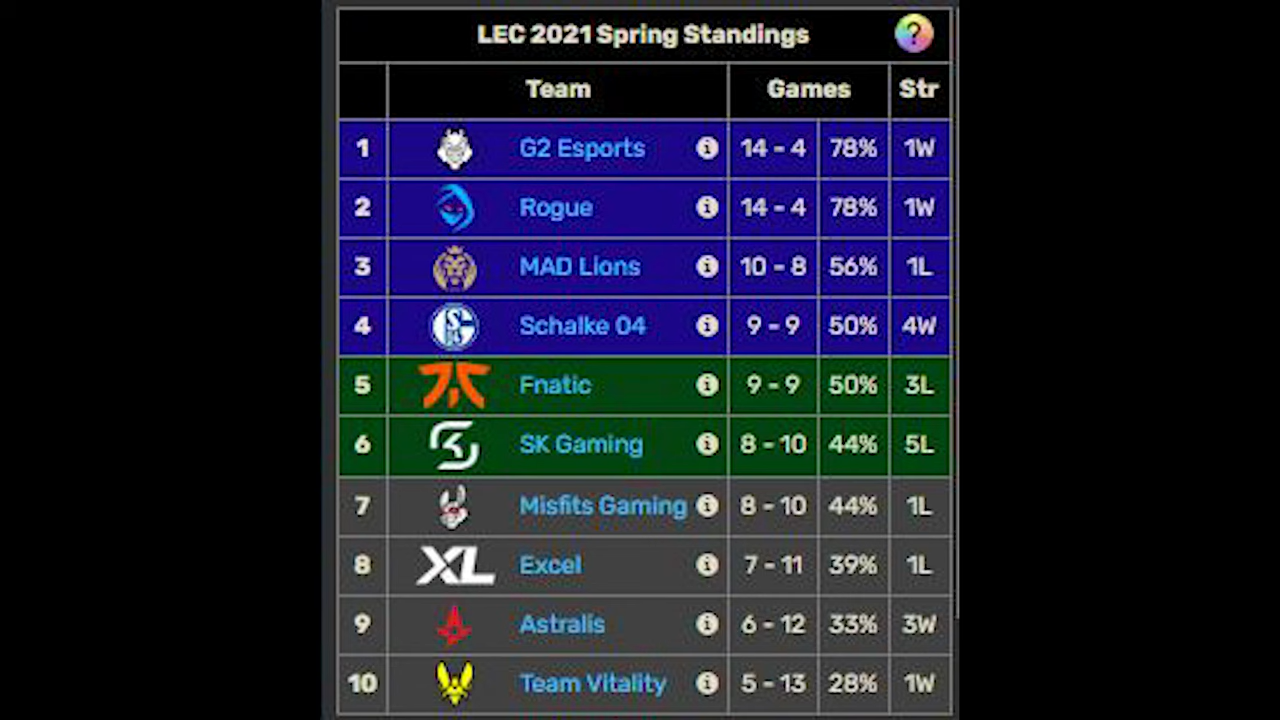 LEC 2021 Spring Standings ?
Team Games Str
1 G2 Esports 14 - 4 78% 1W
2 Rogue 14 - 4 78% 1W
3 MAD Lions 10 - 8 56% 1L
4 Schalke 04 9 - 9 50% 4W
5 Fnatic 9 - 9 50% 3L
6 SK Gaming 8 - 10 44% 5L
7 Misfits Gaming 8 - 10 44% 1L
8 XL Excel 7 - 11 39% 1L
9 Astralis 6 - 12 33% 3W
10 Team Vitality 5 - 13 28% 1W